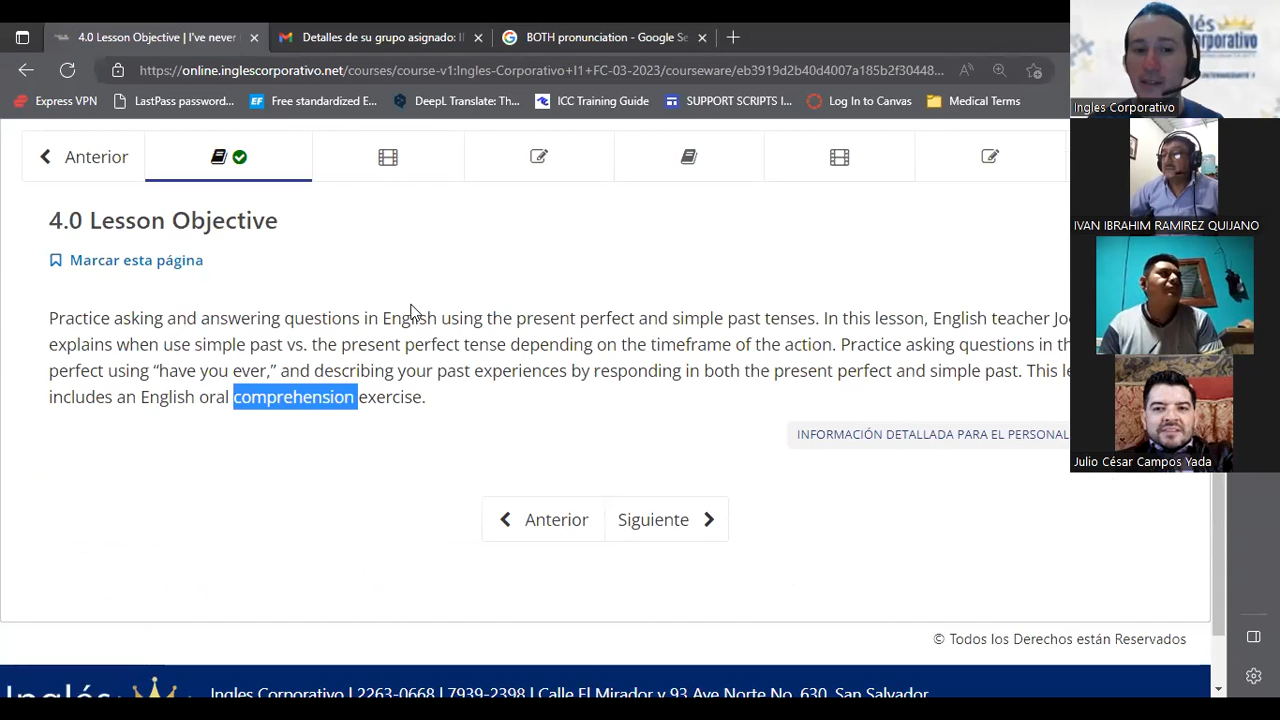 4.0 Lesson Objective | I've never
Detalles de su grupo asignado: II
BOTH pronunciation - Google Se
https://online.inglescorporativo.net/courses/course-v1:Ingles-Corporativo+I1+FC-03-2023/courseware/eb3919d2b40d4007a185b2f30448...
Express VPN
LastPass password...
Free standardized E...
DeepL Translate: Th...
ICC Training Guide
SUPPORT SCRIPTS I...
Log In to Canvas
Medical Terms
Anterior
4.0 Lesson Objective
Marcar esta página
Practice asking and answering questions in English using the present perfect and simple past tenses. In this lesson, English teacher Jo
explains when use simple past vs. the present perfect tense depending on the timeframe of the action. Practice asking questions in th
perfect using “have you ever,” and describing your past experiences by responding in both the present perfect and simple past. This le
includes an English oral comprehension exercise.
INFORMACIÓN DETALLADA PARA EL PERSONAL
Anterior
Siguiente
© Todos los Derechos están Reservados
Inglés
Ingles Corporativo | 2263-0668 | 7939-2398 | Calle El Mirador y 93 Ave Norte No. 630, San Salvador
Ingles Corporativo
IVAN IBRAHIM RAMIREZ QUIJANO
Julio César Campos Yada